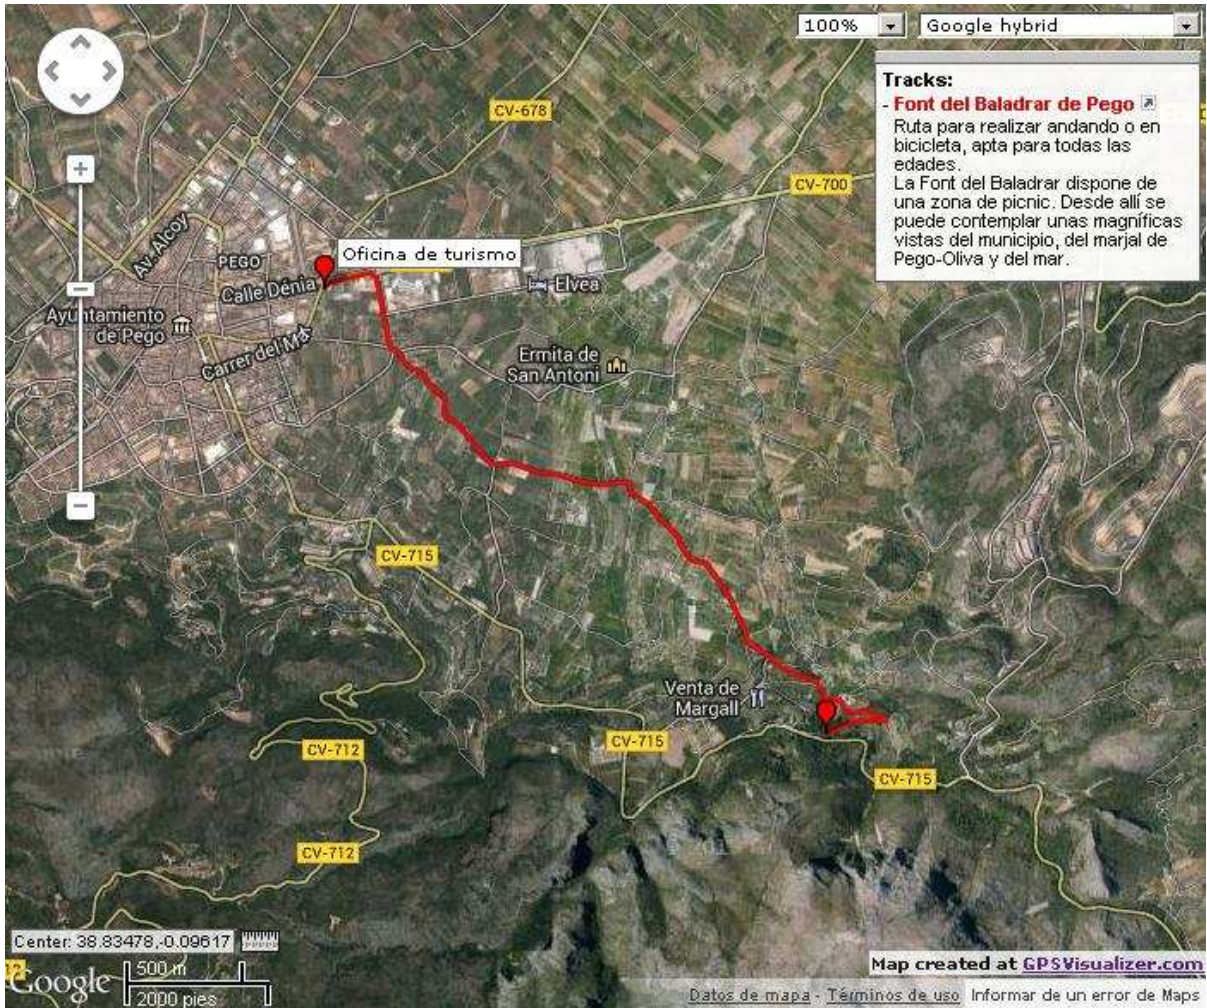 100%
Google hybrid
Tracks:
- Font del Baladrar de Pego
Ruta para realizar andando o en
bicicleta, apta para todas las
edades.
La Font del Baladrar dispone de
una zona de picnic. Desde allí se
puede contemplar unas magníficas
vistas del municipio, del marjal de
Pego-Oliva y del mar.
CV-678
CV-700
Av. Alcoy
PEGO
Oficina de turismo
Calle Dénia
Elvea
Ayuntamiento
de Pego
Carrer del Mar
Ermita de
San Antoni
CV-715
Venta de
Margall
CV-715
CV-712
CV-715
CV-712
Center: 38.83478,-0.09617
Google
500 m
2000 pies
Map created at GPSVisualizer.com
Datos de mapa - Términos de uso Informar de un error de Maps